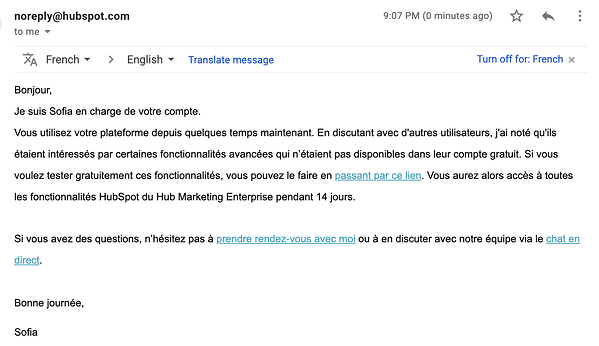 noreply@hubspot.com 9:07 PM (0 minutes ago)
to me
French > English Translate message Turn off for: French ×
Bonjour,
Je suis Sofia en charge de votre compte.
Vous utilisez votre plateforme depuis quelques temps maintenant. En discutant avec d'autres utilisateurs, j'ai noté qu'ils
étaient intéressés par certaines fonctionnalités avancées qui n'étaient pas disponibles dans leur compte gratuit. Si vous
voulez tester gratuitement ces fonctionnalités, vous pouvez le faire en passant par ce lien. Vous aurez alors accès à toutes
les fonctionnalités HubSpot du Hub Marketing Enterprise pendant 14 jours.
Si vous avez des questions, n'hésitez pas à prendre rendez-vous avec moi ou à en discuter avec notre équipe via le chat en
direct.
Bonne journée,
Sofia